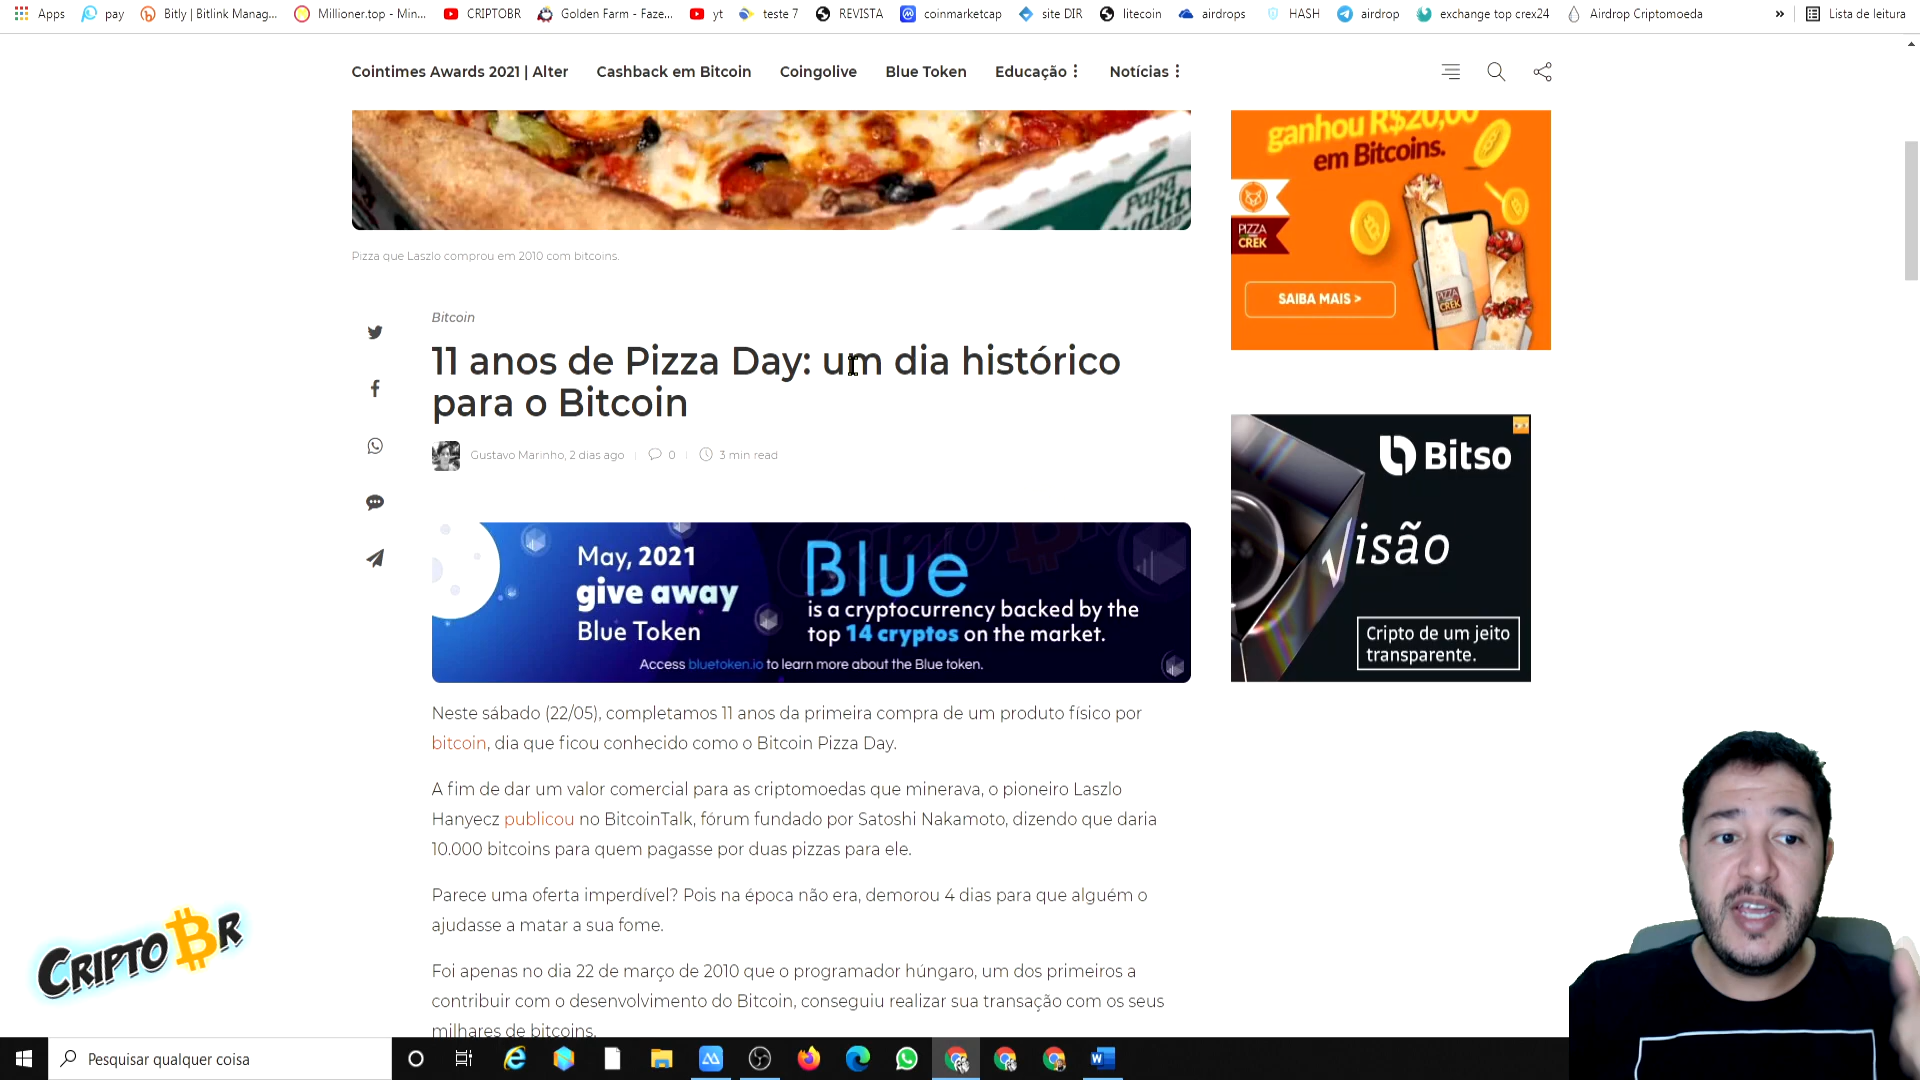 Apps pay Bitly | Bitlink Manag... Millioner.top - Min... CRIPTOBR Golden Farm - Faze... yt teste 7 REVISTA coinmarketcap site DIR litecoin airdrops HASH airdrop exchange top crex24 Airdrop Criptomoeda » Lista de leitura
Cointimes Awards 2021 | Alter Cashback em Bitcoin Coingolive Blue Token Educação Notícias
ganhou R$20,00
em Bitcoins.
PIZZA
CREK
SAIBA MAIS >
Pizza que Laszlo comprou em 2010 com bitcoins.
Bitcoin
11 anos de Pizza Day: um dia histórico
para o Bitcoin
Gustavo Marinho, 2 dias ago 0 3 min read
Bitso
Visão
Cripto de um jeito
transparente.
May, 2021
give away
Blue Token
Blue
is a cryptocurrency backed by the
top 14 cryptos on the market.
Access bluetoken.io to learn more about the Blue token.
Neste sábado (22/05), completamos 11 anos da primeira compra de um produto físico por
bitcoin, dia que ficou conhecido como o Bitcoin Pizza Day.
A fim de dar um valor comercial para as criptomoedas que minerava, o pioneiro Laszlo
Hanyecz publicou no BitcoinTalk, fórum fundado por Satoshi Nakamoto, dizendo que daria
10.000 bitcoins para quem pagasse por duas pizzas para ele.
Parece uma oferta imperdível? Pois na época não era, demorou 4 dias para que alguém o
ajudasse a matar a sua fome.
Foi apenas no dia 22 de março de 2010 que o programador húngaro, um dos primeiros a
contribuir com o desenvolvimento do Bitcoin, conseguiu realizar sua transação com os seus
milhares de bitcoins.
CRIPTO BR
Pesquisar qualquer coisa